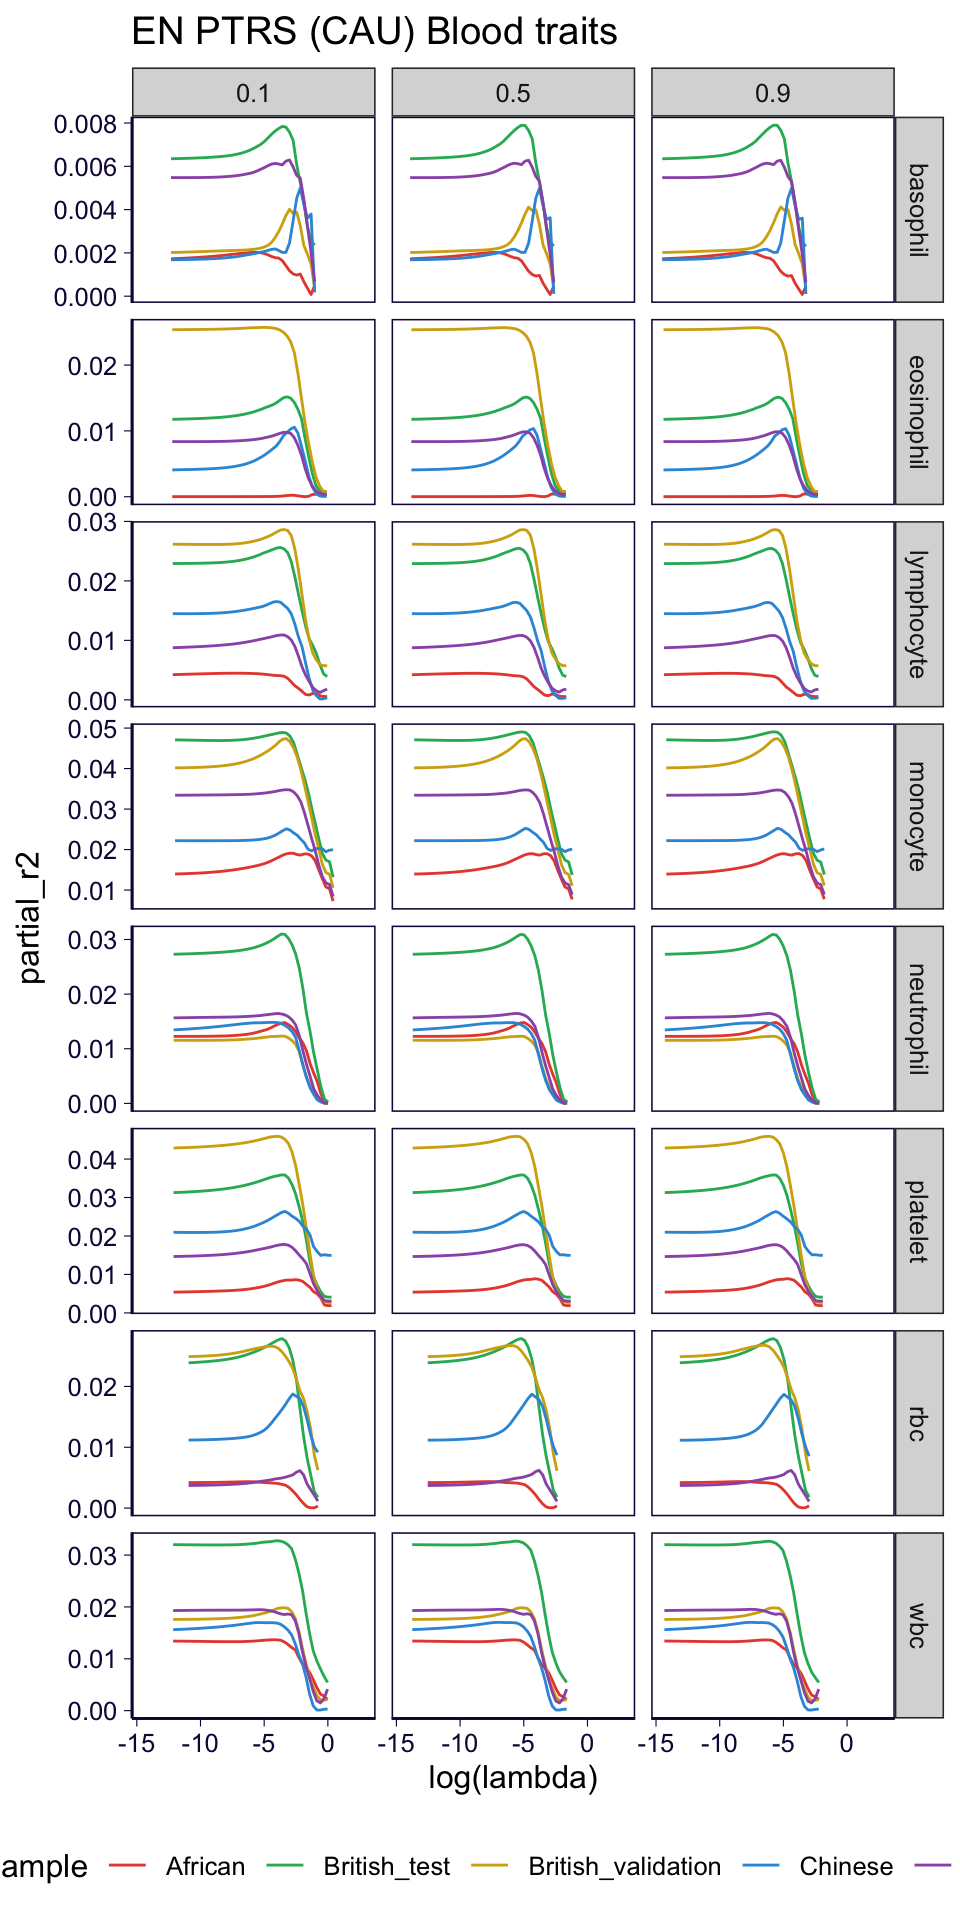 EN PTRS (CAU) Blood traits
0.1 0.5 0.9
0.008
0.006
0.004
0.002
0.000
basophil
0.02
0.01
0.00
eosinophil
0.03
0.02
0.01
0.00
lymphocyte
0.05
0.04
0.03
0.02
0.01
monocyte
partial_r2
0.03
0.02
0.01
0.00
neutrophil
0.04
0.03
0.02
0.01
0.00
platelet
0.02
0.01
0.00
rbc
0.03
0.02
0.01
0.00
wbc
-15 -10 -5 0 -15 -10 -5 0 -15 -10 -5 0
log(lambda)
ample African British_test British_validation Chinese